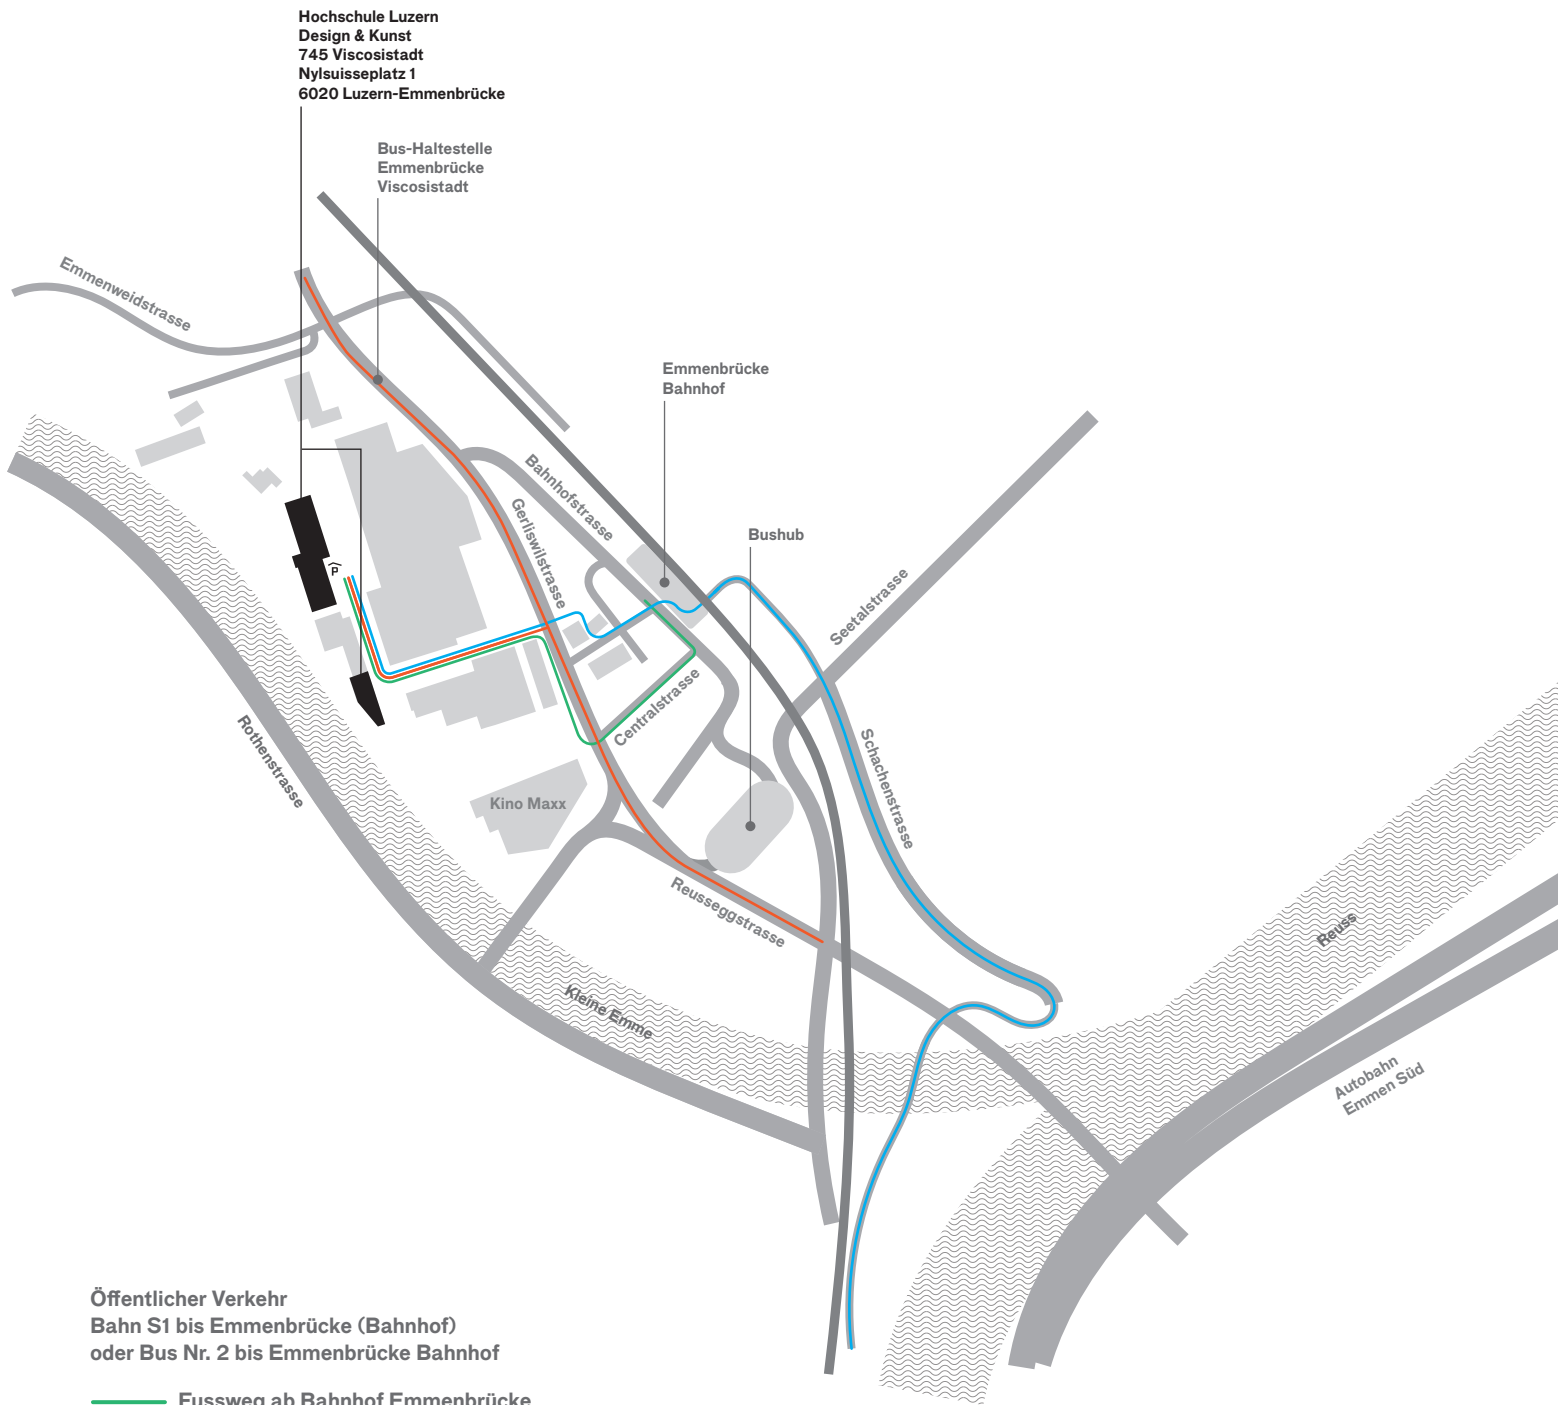 Hochschule Luzern
Design & Kunst
745 Viscosistadt
Nylsuisseplatz 1
6020 Luzern-Emmenbrücke
Bus-Haltestelle
Emmenbrücke
Viscosistadt
Emmenweidstrasse
Emmenbrücke
Bahnhof
Bahnhofstrasse
Gerliswilstrasse
Bushub
Seetalstrasse
P
Centralstrasse
Rothenstrasse
Schachenstrasse
Kino Maxx
Reusseggstrasse
Reuss
Kleine Emme
Autobahn
Emmen Süd
Öffentlicher Verkehr
Bahn S1 bis Emmenbrücke (Bahnhof)
oder Bus Nr. 2 bis Emmenbrücke Bahnhof
Fussweg ab Bahnhof Emmenbrücke